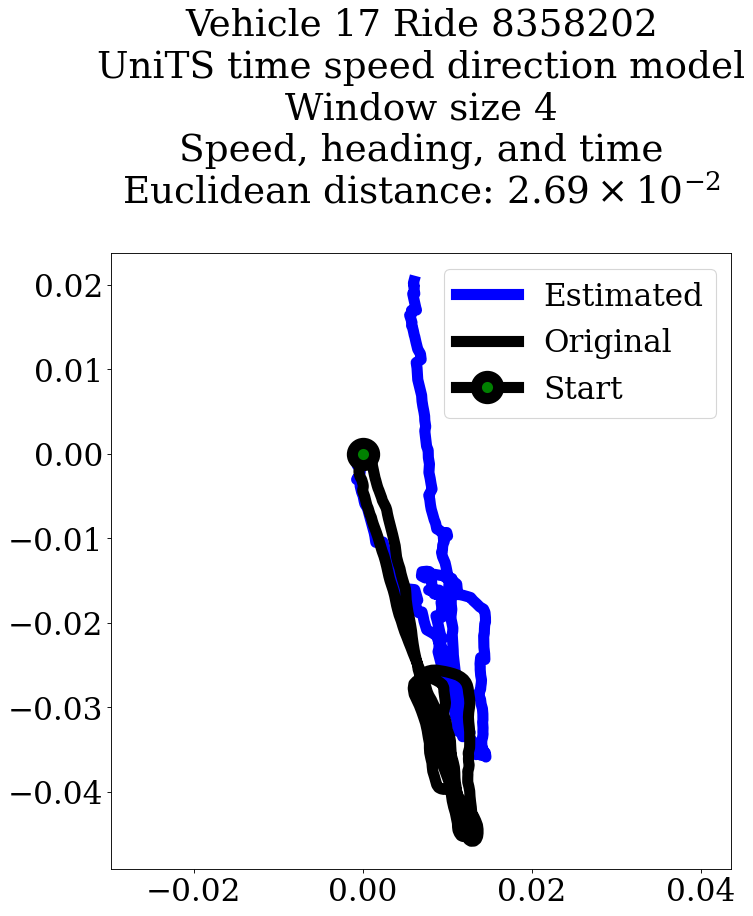 Vehicle 17 Ride 8358202
UniTS time speed direction model
Window size 4
Speed, heading, and time
Euclidean distance: 2.69 × 10⁻²
Estimated
Original
Start
0.02
0.01
0.00
−0.01
−0.02
−0.03
−0.04
−0.02 0.00 0.02 0.04